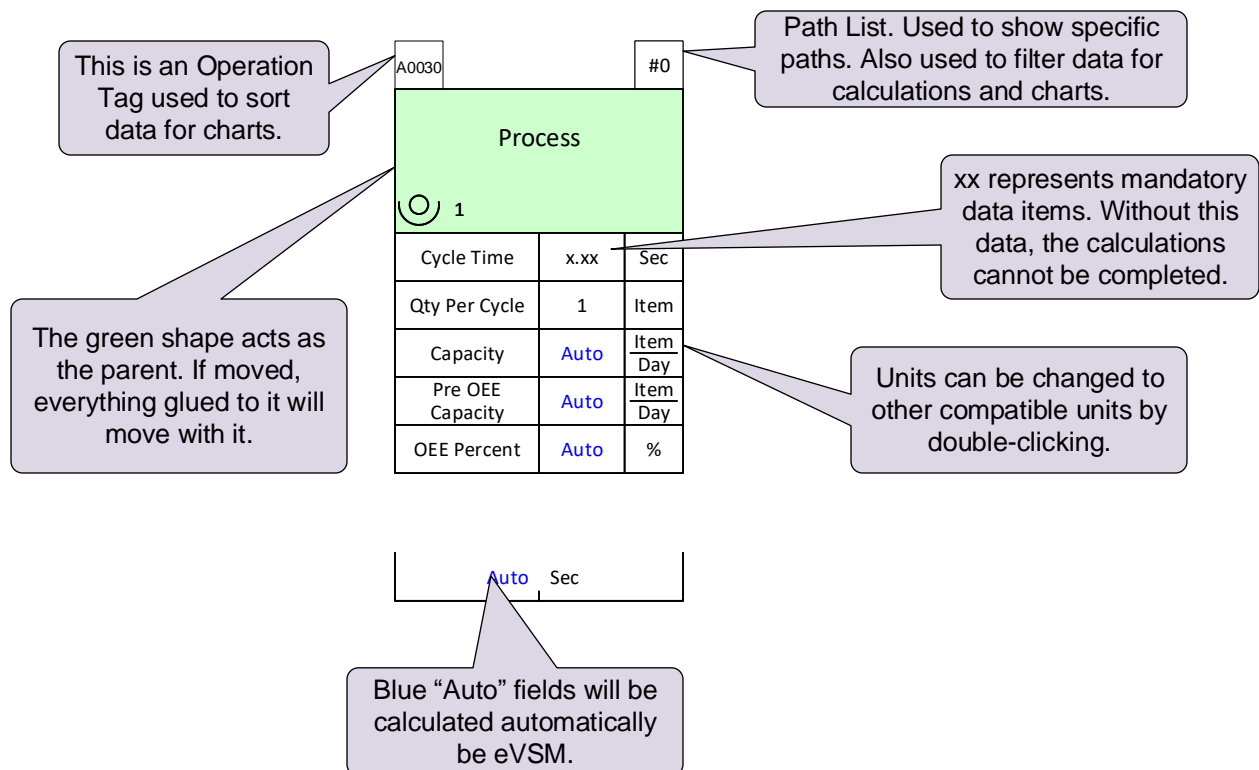 This is an Operation
Tag used to sort
data for charts.
A0030
#0
Path List. Used to show specific
paths. Also used to filter data for
calculations and charts.
Process
1
xx represents mandatory
data items. Without this
data, the calculations
cannot be completed.
Cycle Time x.xx Sec
Qty Per Cycle 1 Item
Capacity Auto Item
Day
Pre OEE
Capacity Auto Item
Day
OEE Percent Auto %
The green shape acts as
the parent. If moved,
everything glued to it will
move with it.
Units can be changed to
other compatible units by
double-clicking.
Auto Sec
Blue “Auto” fields will be
calculated automatically
be eVSM.